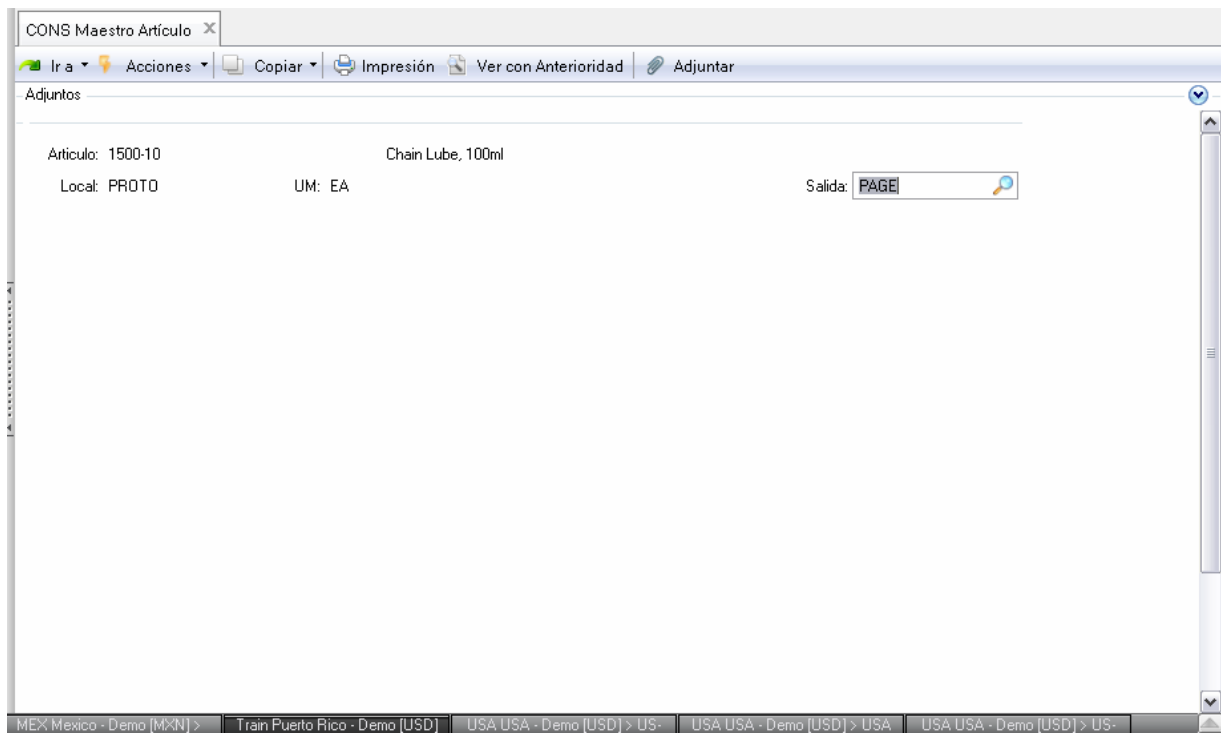 CONS Maestro Artículo
Ir a Acciones Copiar Impresión Ver con Anterioridad Adjuntar
Adjuntos
Articulo: 1500-10 Chain Lube, 100ml
Local: PROTO UM: EA Salida: PAGE
MEX Mexico - Demo [MXN] > Train Puerto Rico - Demo [USD] USA USA - Demo [USD] > US- USA USA - Demo [USD] > USA USA USA - Demo [USD] > US-